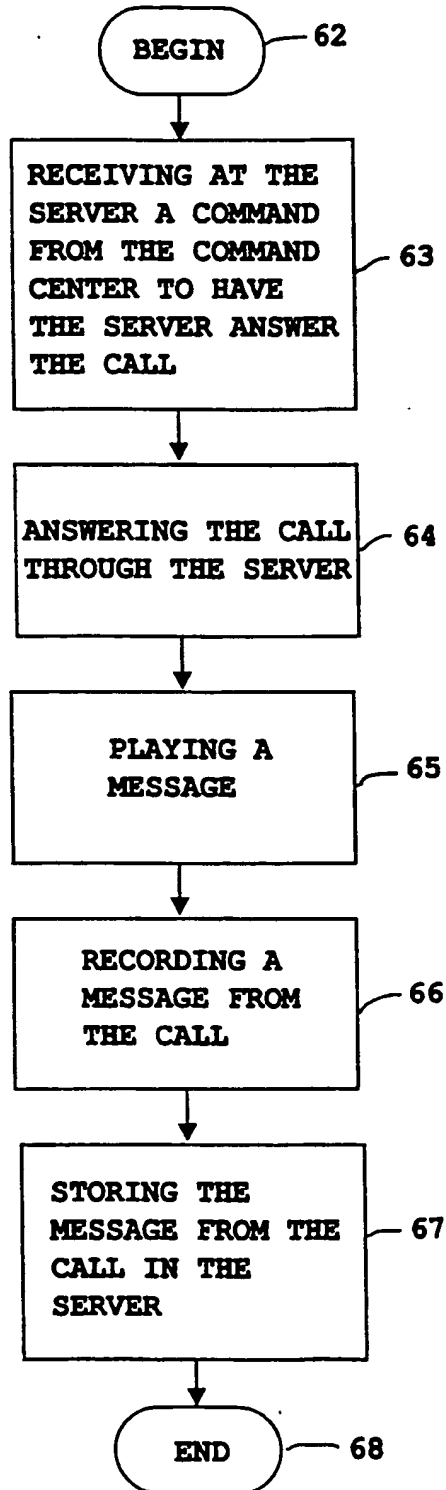 BEGIN
62
RECEIVING AT THE
SERVER A COMMAND
FROM THE COMMAND
CENTER TO HAVE
THE SERVER ANSWER
THE CALL
63
ANSWERING THE CALL
THROUGH THE SERVER
64
PLAYING A
MESSAGE
65
RECORDING A
MESSAGE FROM
THE CALL
66
STORING THE
MESSAGE FROM THE
CALL IN THE
SERVER
67
END
68